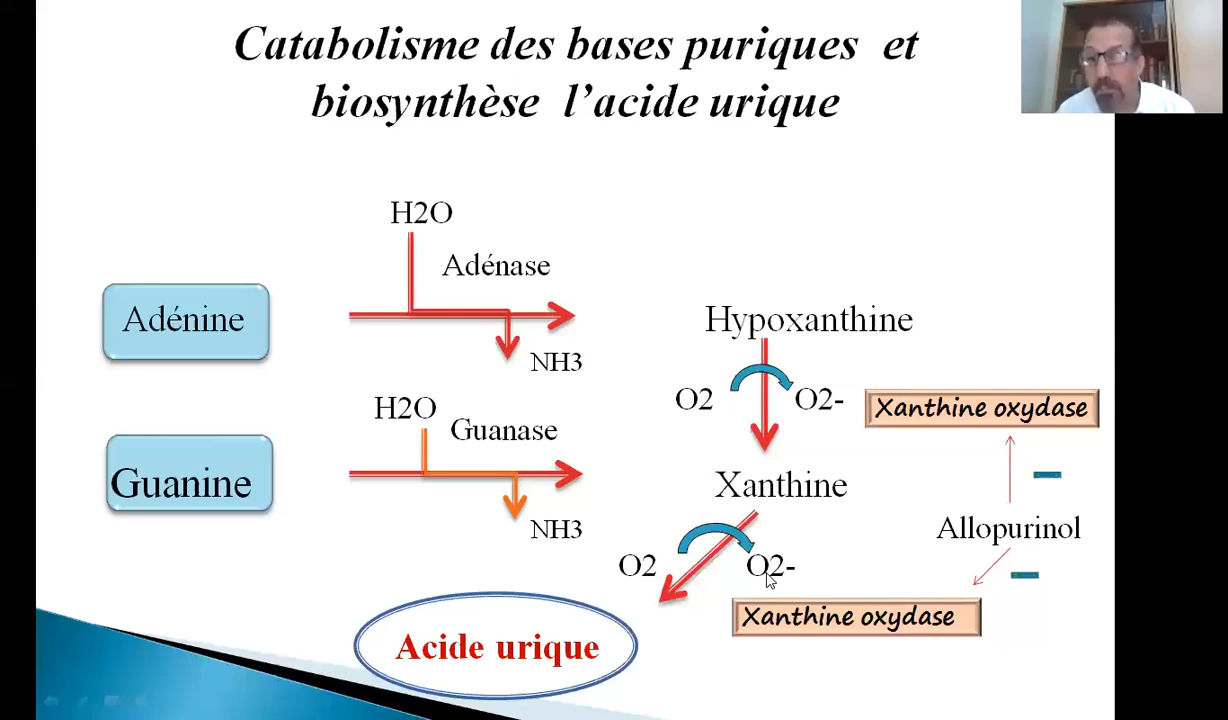 Catabolisme des bases puriques et
biosynthèse l’acide urique
H2O
Adénase
Adénine
NH3
H2O
Guanase
Guanine
NH3
Hypoxanthine
O2
O2-
Xanthine oxydase
Xanthine
Allopurinol
O2
O2-
Xanthine oxydase
Acide urique